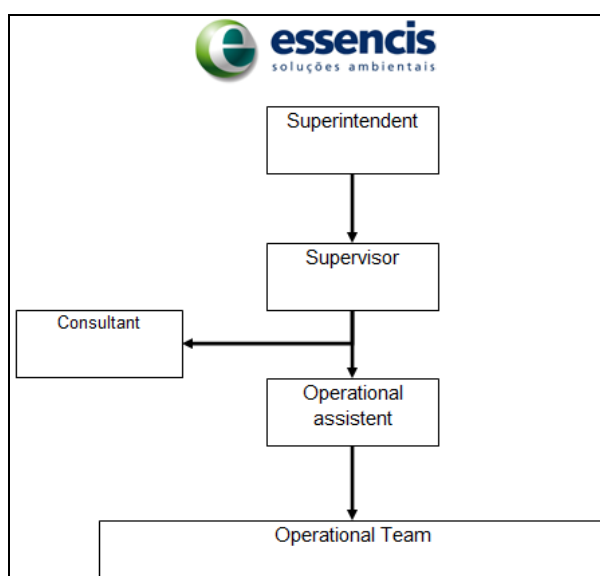 essencis
soluções ambientais
Superintendent
Supervisor
Consultant
Operational
assistent
Operational Team